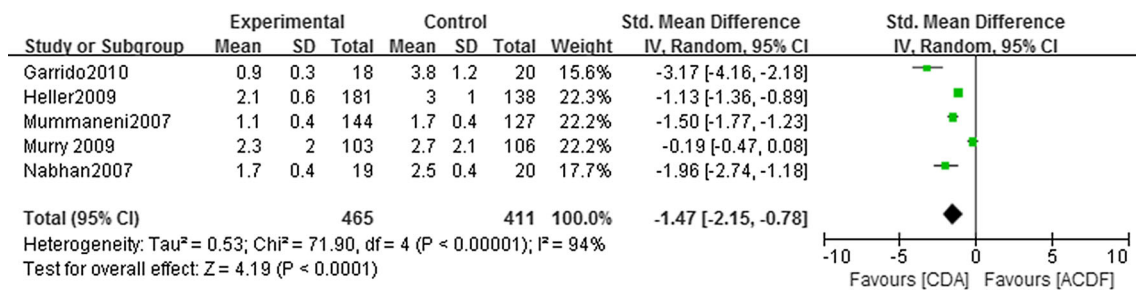 Experimental Control Std. Mean Difference Std. Mean Difference
Study or Subgroup Mean SD Total Mean SD Total Weight IV, Random, 95% CI IV, Random, 95% CI
Garrido2010 0.9 0.3 18 3.8 1.2 20 15.6% -3.17 [-4.16, -2.18]
Heller2009 2.1 0.6 181 3 1 138 22.3% -1.13 [-1.36, -0.89]
Mummaneni2007 1.1 0.4 144 1.7 0.4 127 22.2% -1.50 [-1.77, -1.23]
Murry 2009 2.3 2 103 2.7 2.1 106 22.2% -0.19 [-0.47, 0.08]
Nabhan2007 1.7 0.4 19 2.5 0.4 20 17.7% -1.96 [-2.74, -1.18]
Total (95% CI) 465 411 100.0% -1.47 [-2.15, -0.78]
Heterogeneity: Tau² = 0.53; Chi² = 71.90, df = 4 (P < 0.00001); I² = 94%
Test for overall effect: Z = 4.19 (P < 0.0001)
-10 -5 0 5 10
Favours [CDA] Favours [ACDF]